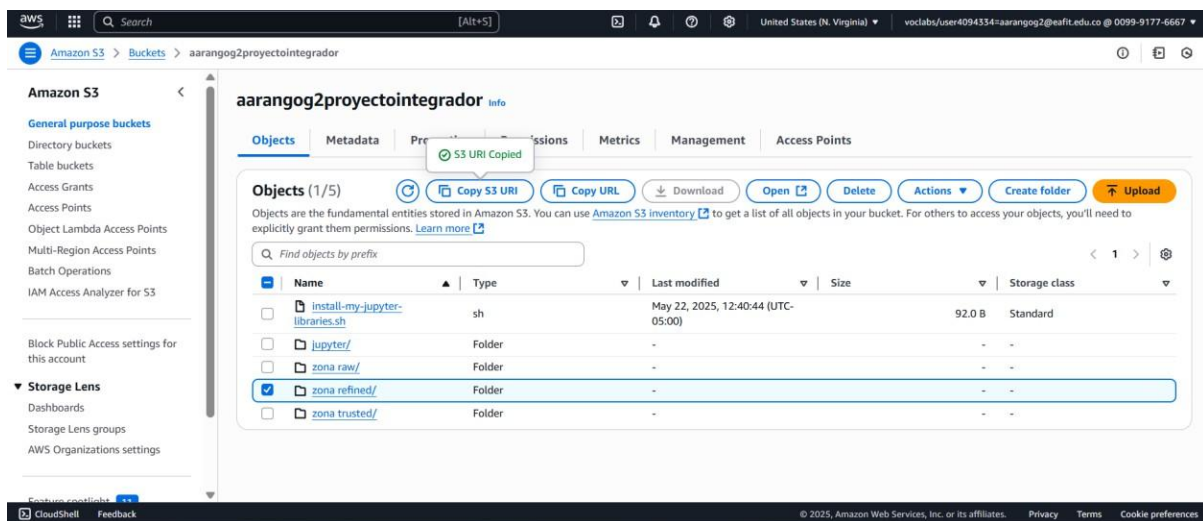 aws
Search [Alt+S] United States (N. Virginia) ▼ voclabs/user4094334=aarangog2@eafit.edu.co @ 0099-9177-6667 ▼
Amazon S3 > Buckets > aarangog2proyectointegrador
Amazon S3
General purpose buckets
Directory buckets
Table buckets
Access Grants
Access Points
Object Lambda Access Points
Multi-Region Access Points
Batch Operations
IAM Access Analyzer for S3
Block Public Access settings for
this account
Storage Lens
Dashboards
Storage Lens groups
AWS Organizations settings
aarangog2proyectointegrador Info
Objects Metadata Metrics Management Access Points
S3 URI Copied
Objects (1/5) Copy S3 URI Copy URL Download Open Delete Actions ▼ Create folder Upload
Objects are the fundamental entities stored in Amazon S3. You can use Amazon S3 inventory to get a list of all objects in your bucket. For others to access your objects, you'll need to
explicitly grant them permissions. Learn more
Find objects by prefix
< 1 >
Name Type Last modified Size Storage class
install-my-jupyter-
libraries.sh sh May 22, 2025, 12:40:44 (UTC-
05:00) 92.0 B Standard
jupyter/ Folder - - -
zona raw/ Folder - - -
zona refined/ Folder - - -
zona trusted/ Folder - - -
CloudShell Feedback © 2025, Amazon Web Services, Inc. or its affiliates. Privacy Terms Cookie preferences